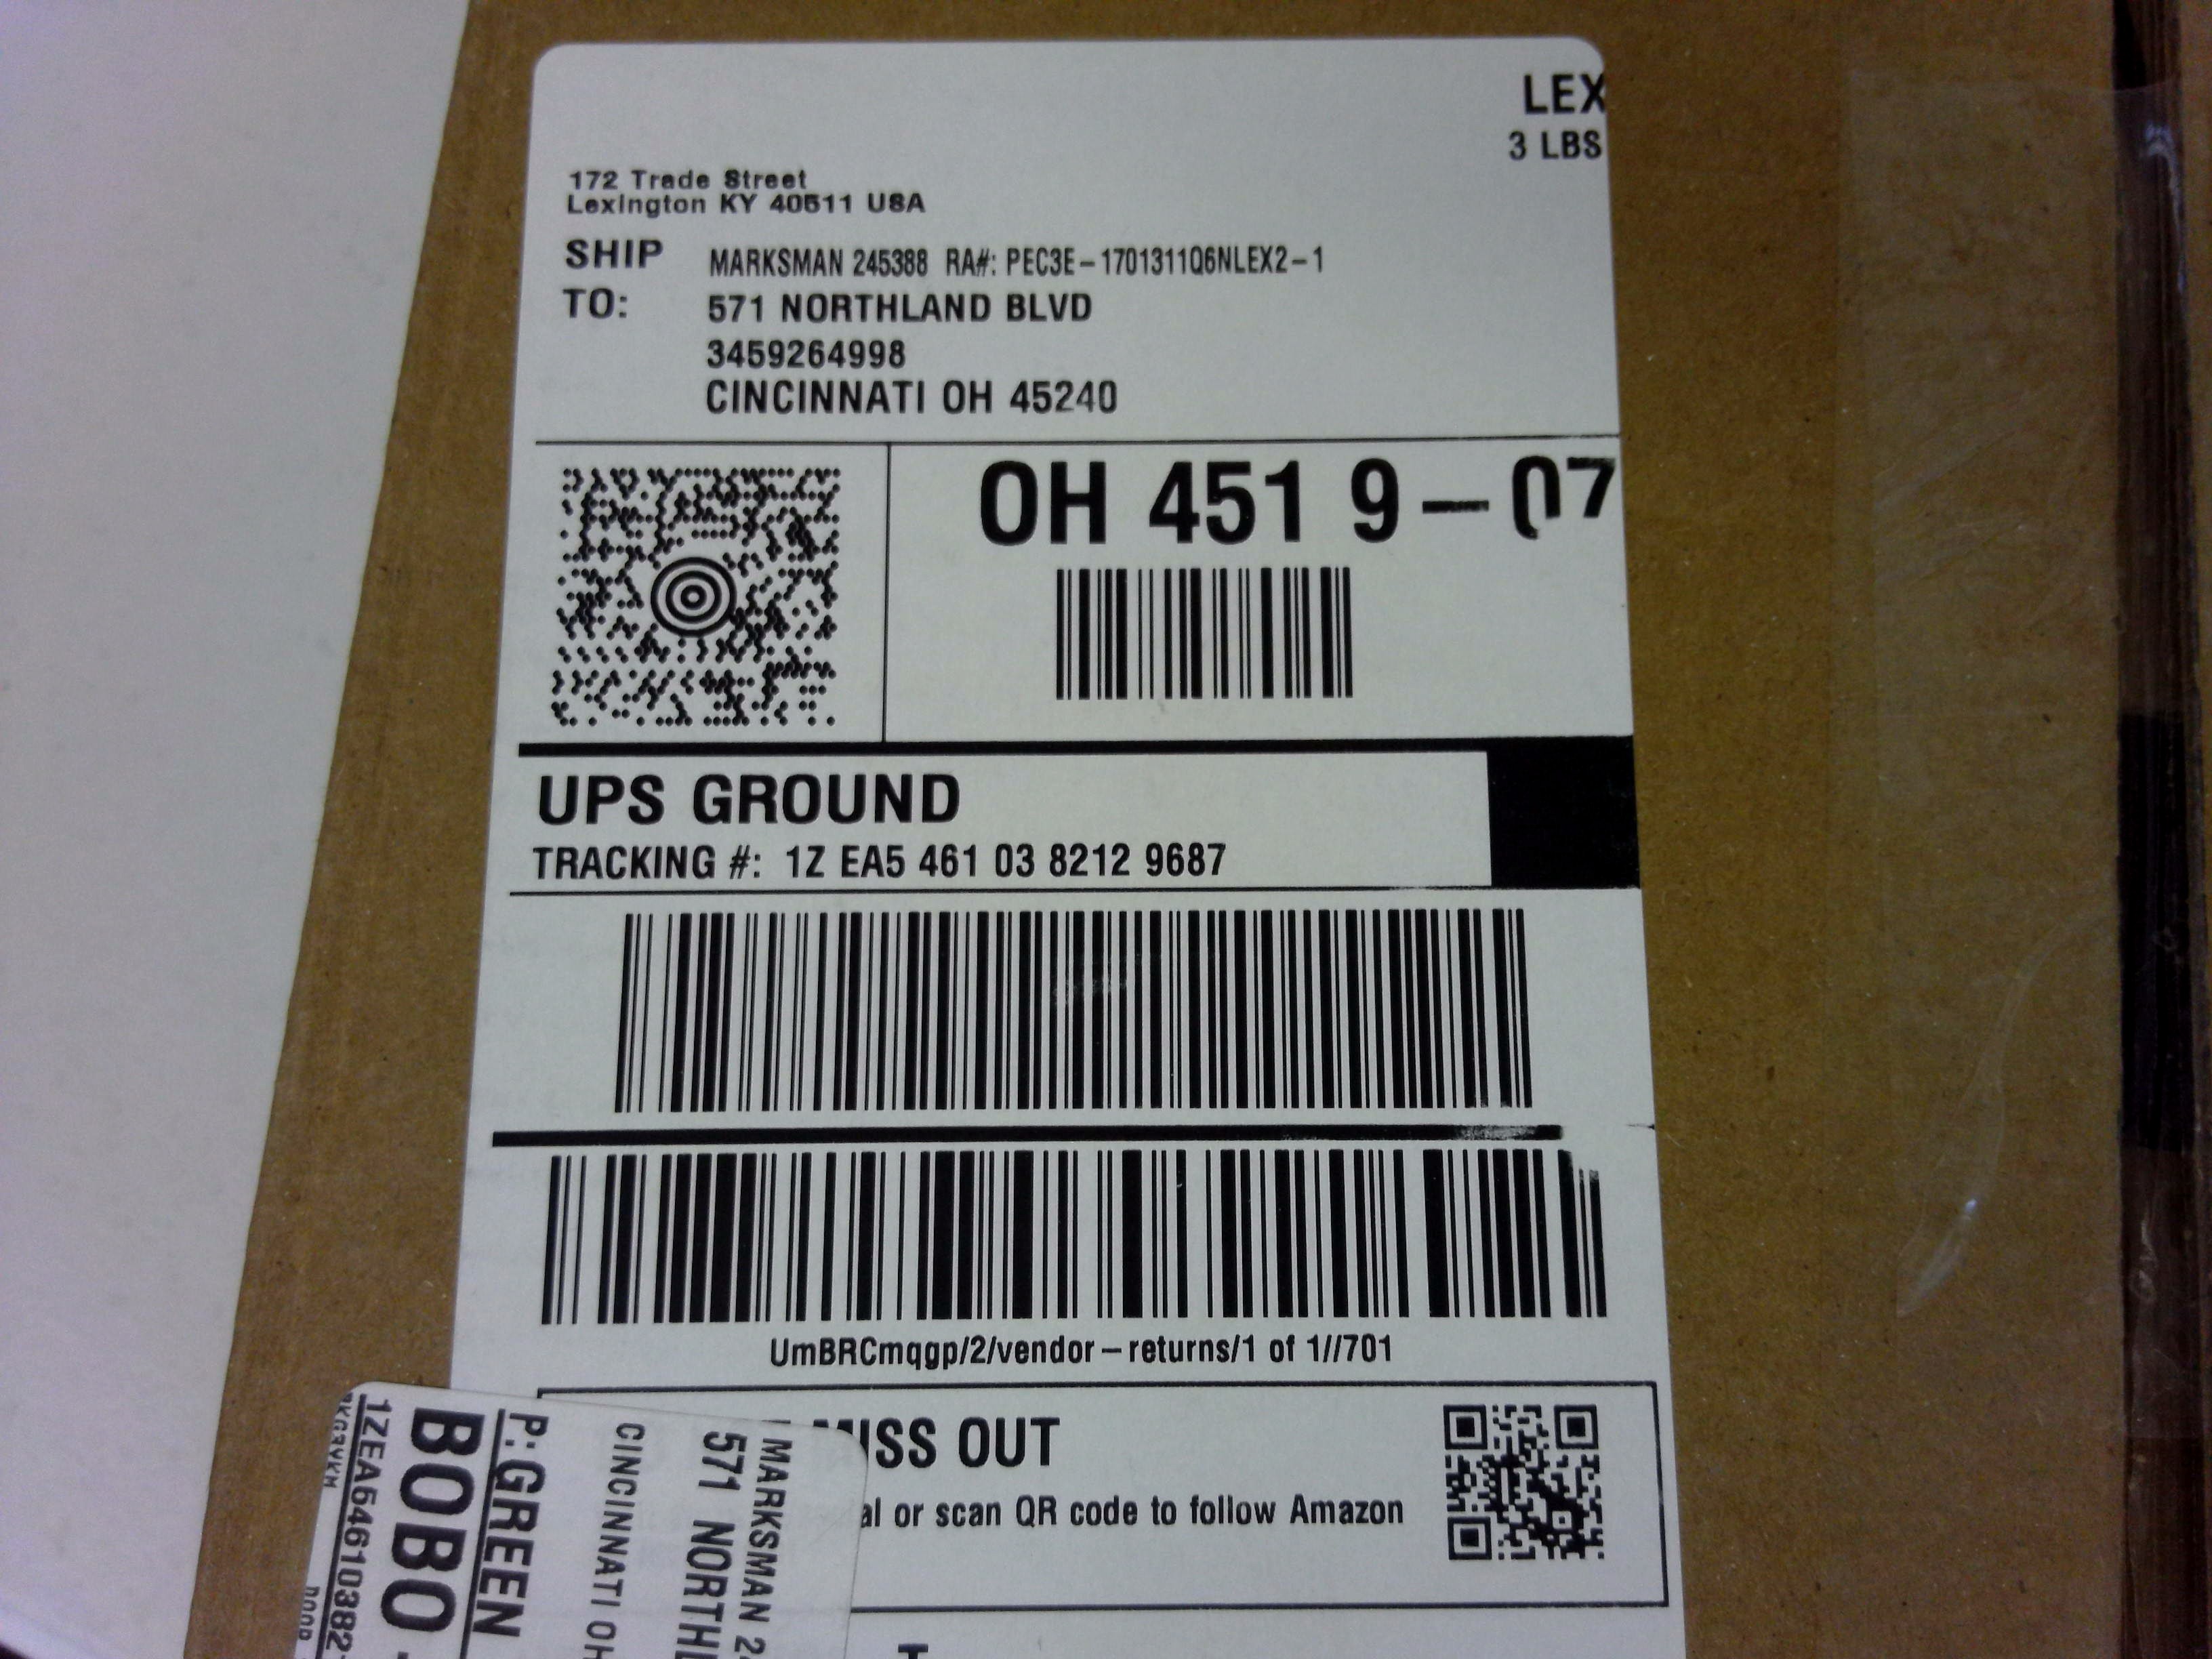 LEX
3 LBS
172 Trade Street
Lexington KY 40511 USA
SHIP TO:
MARKSMAN 245388 RA#: PEC3E-1701311Q6NLEX2-1
571 NORTHLAND BLVD
3459264998
CINCINNATI OH 45240
OH 451 9-07
UPS GROUND
TRACKING #: 1Z EA5 461 03 8212 9687
UmBRCmqgp/2/vendor-returns/1 of 1//701
MISS OUT
al or scan QR code to follow Amazon
MARKSMAN 2
571 NORTHL
CINCINNATI OH
P:GREEN
BOBO
1ZEA546103821